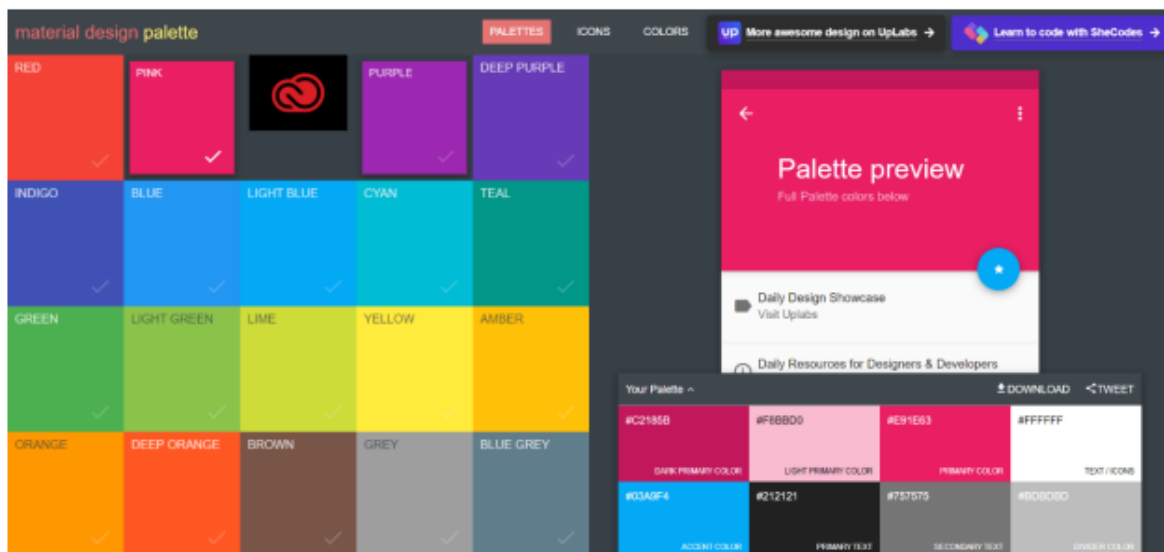 material design palette
PALETTES
ICONS
COLORS
up More awesome design on UpLabs →
Learn to code with SheCodes →
RED
PINK
PURPLE
DEEP PURPLE
INDIGO
BLUE
LIGHT BLUE
CYAN
TEAL
GREEN
LIGHT GREEN
LIME
YELLOW
AMBER
ORANGE
DEEP ORANGE
BROWN
GREY
BLUE GREY
Palette preview
Full Palette colors below
Daily Design Showcase
Visit Uplabs
Daily Resources for Designers & Developers
Your Palette
DOWNLOAD
TWEET
#C2185B
DARK PRIMARY COLOR
#F8BBD0
LIGHT PRIMARY COLOR
#E91E63
PRIMARY COLOR
#FFFFFF
TEXT / ICONS
#03A9F4
ACCENT COLOR
#212121
PRIMARY TEXT
#757575
SECONDARY TEXT
#BDBDBD
DIVIDER COLOR